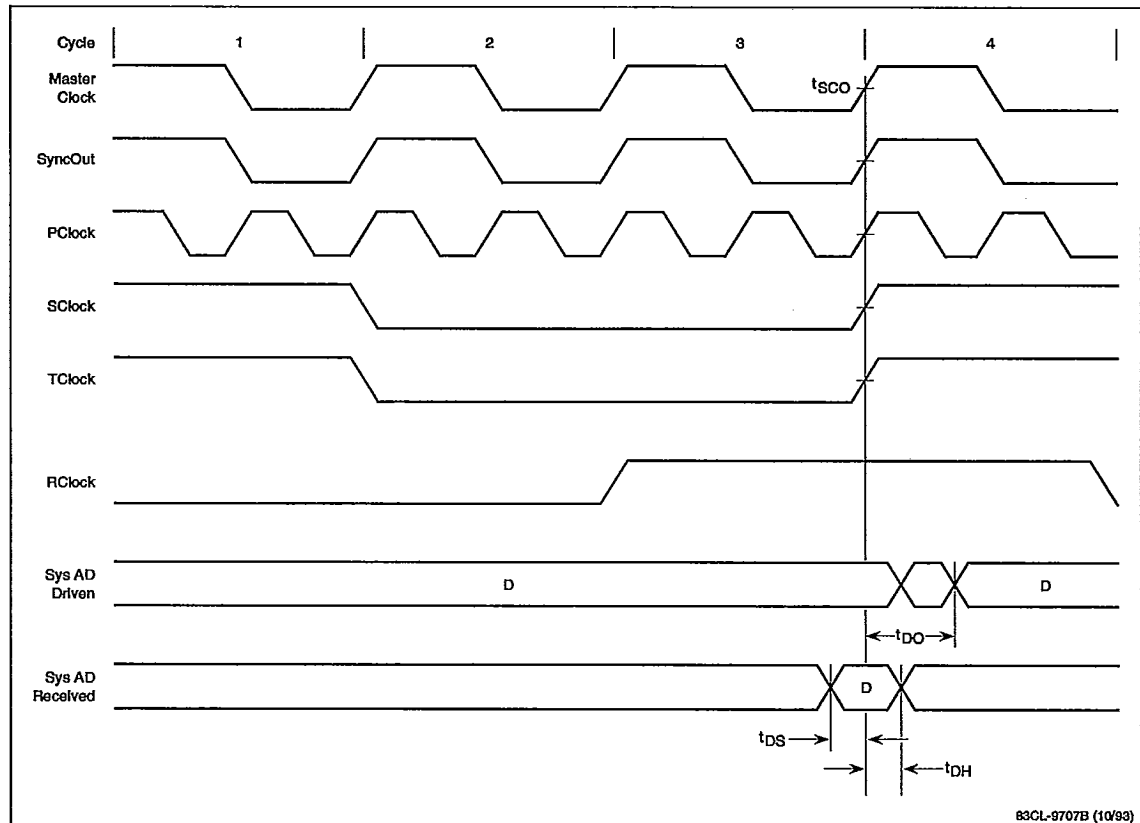 Cycle 1 2 3 4
Master
Clock
tSCO
SyncOut
PClock
SClock
TClock
RClock
Sys AD
Driven
D D
tDO
Sys AD
Received
D
tDS
tDH
83CL-9707B (10/93)